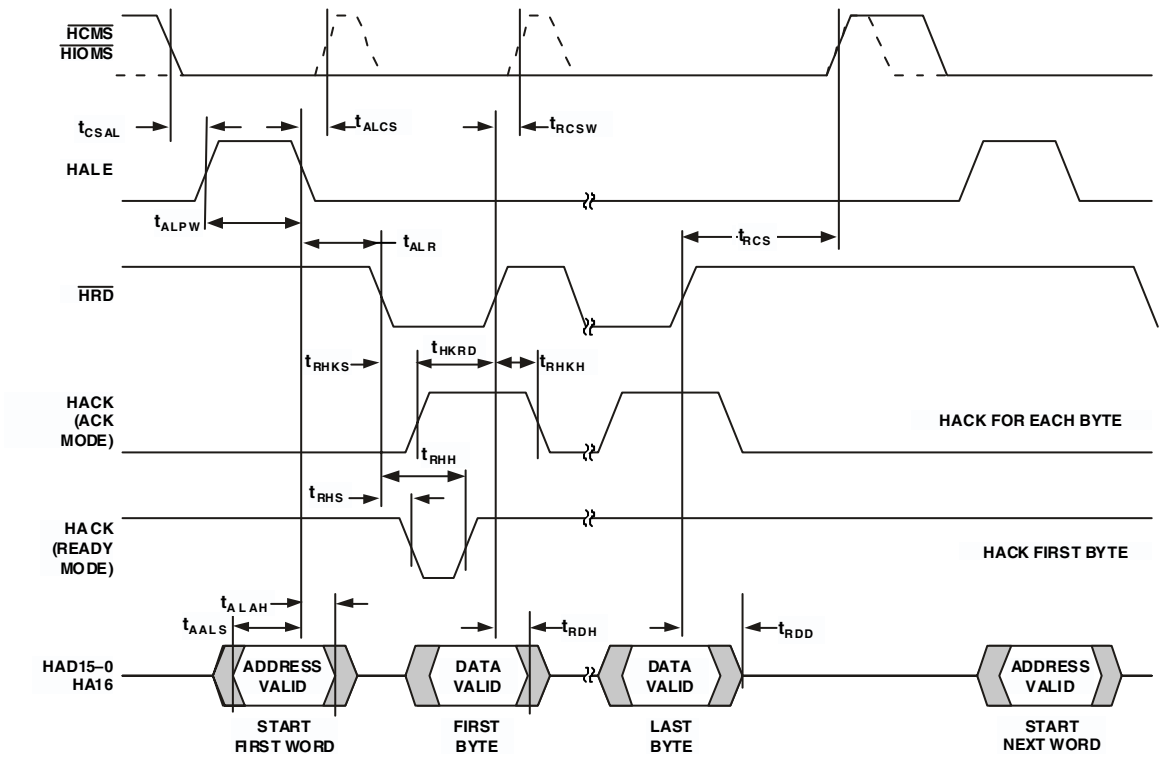 HCMS
HIOMS
tCSAL
tALCS
tRCSW
HALE
tALPW
tALR
tRCS
HRD
tRHKS
tHKRD
tRHKH
HACK
(ACK
MODE)
HACK FOR EACH BYTE
tRHH
tRHS
HACK
(READY
MODE)
HACK FIRST BYTE
tALAH
tAALS
tRDH
tRDD
HAD15–0
HA16
ADDRESS
VALID
DATA
VALID
DATA
VALID
ADDRESS
VALID
START
FIRST WORD
FIRST
BYTE
LAST
BYTE
START
NEXT WORD